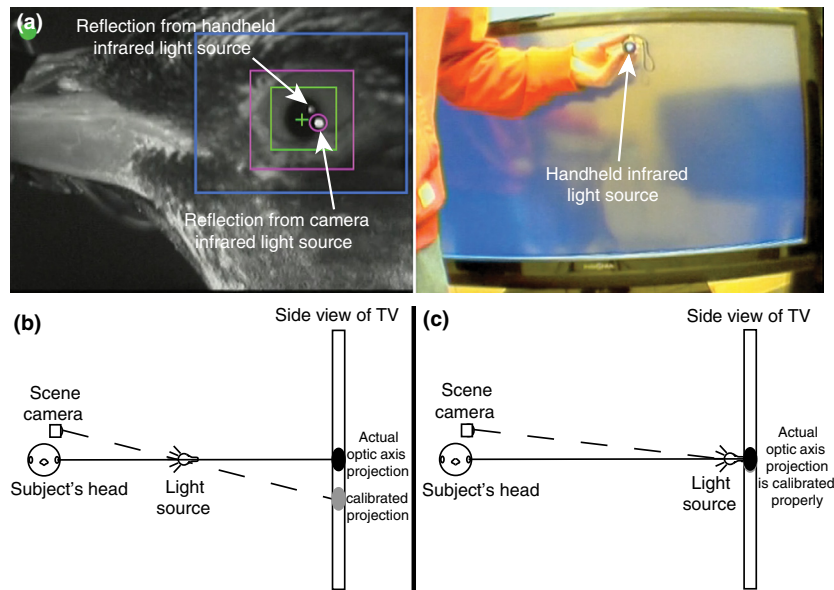 (a)
Reflection from handheld
infrared light source
Reflection from camera
infrared light source
Handheld infrared
light source
(b)
Side view of TV
Scene
camera
Subject's head
Light
source
Actual
optic axis
projection
calibrated
projection
(c)
Side view of TV
Scene
camera
Subject's head
Light
source
Actual
optic axis
projection
is calibrated
properly